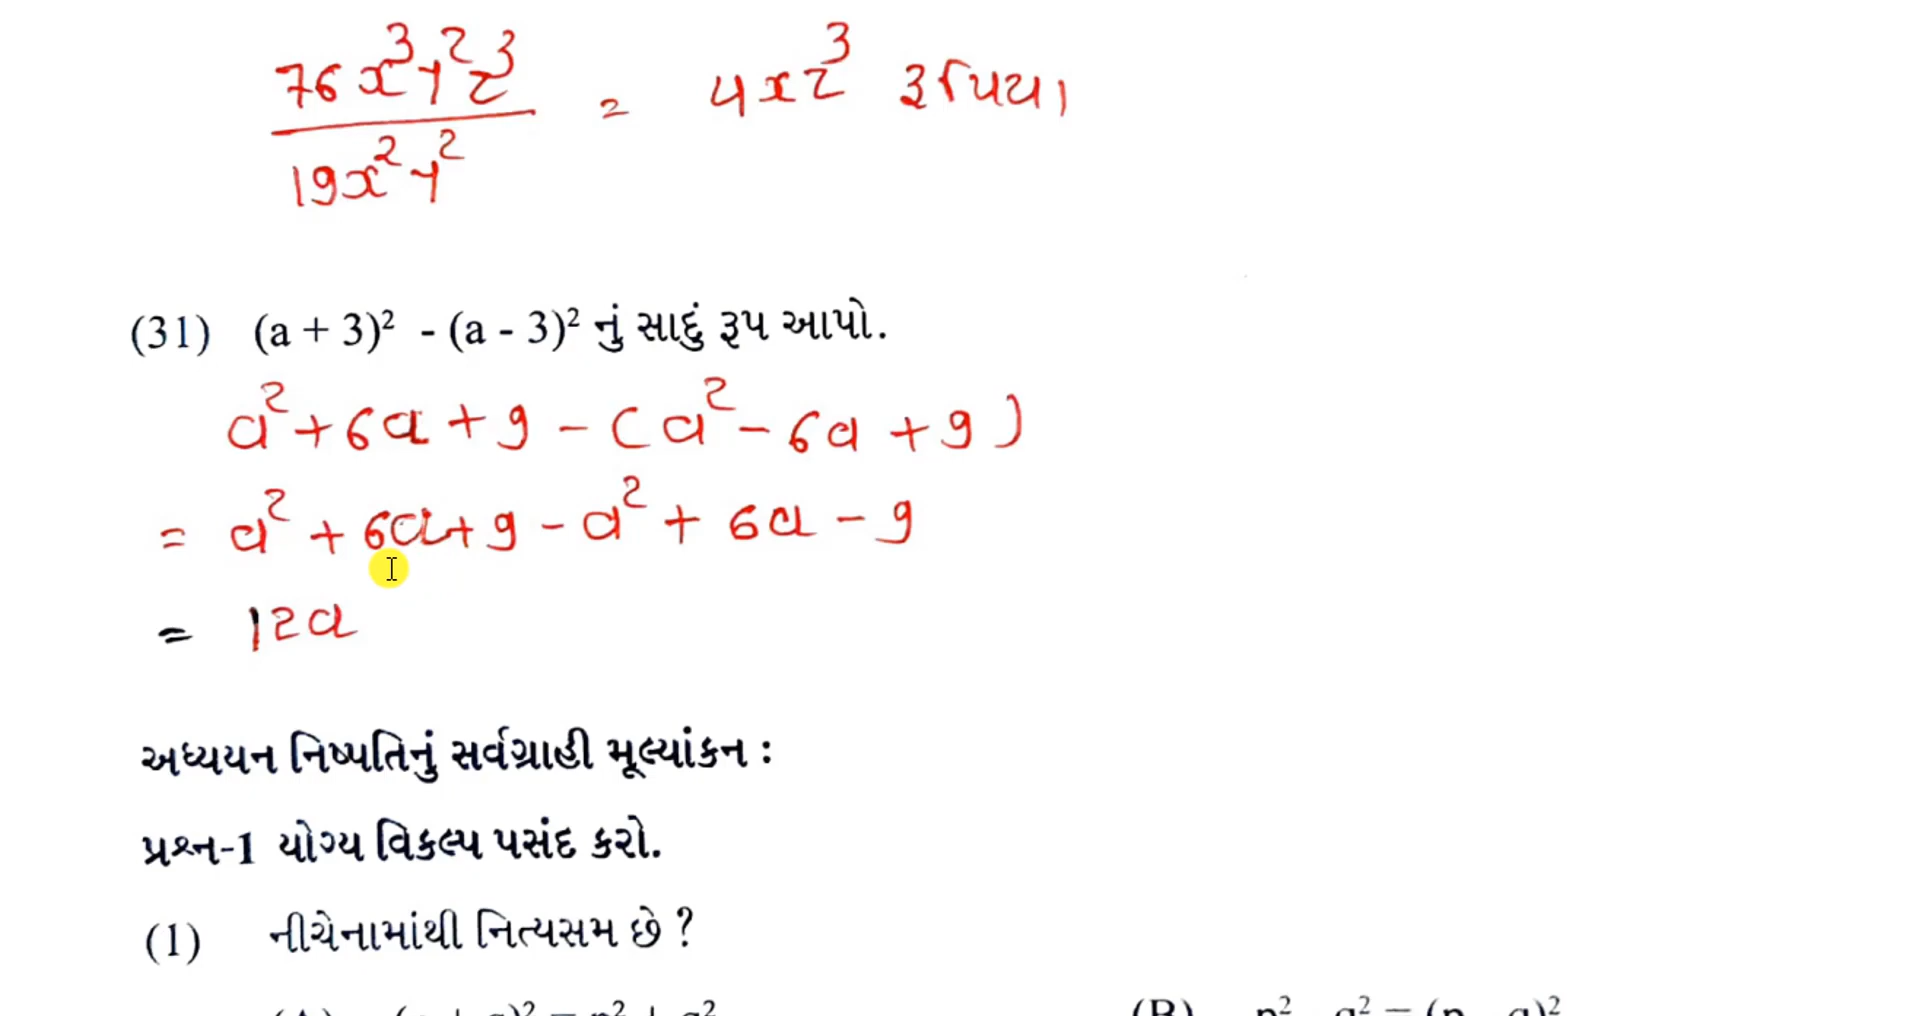 76x³y²z³ / 19x²y² = 4xz³ રૂપિયા
(31) (a + 3)² - (a - 3)² નું સાદું રૂપ આપો.
a² + 6a + 9 - (a² - 6a + 9)
= a² + 6a + 9 - a² + 6a - 9
= 12a
અધ્યયન નિષ્પતિનું સર્વગ્રાહી મૂલ્યાંકન :
પ્રશ્ન-1 યોગ્ય વિકલ્પ પસંદ કરો.
(1) નીચેનામાંથી નિત્યસમ છે ?